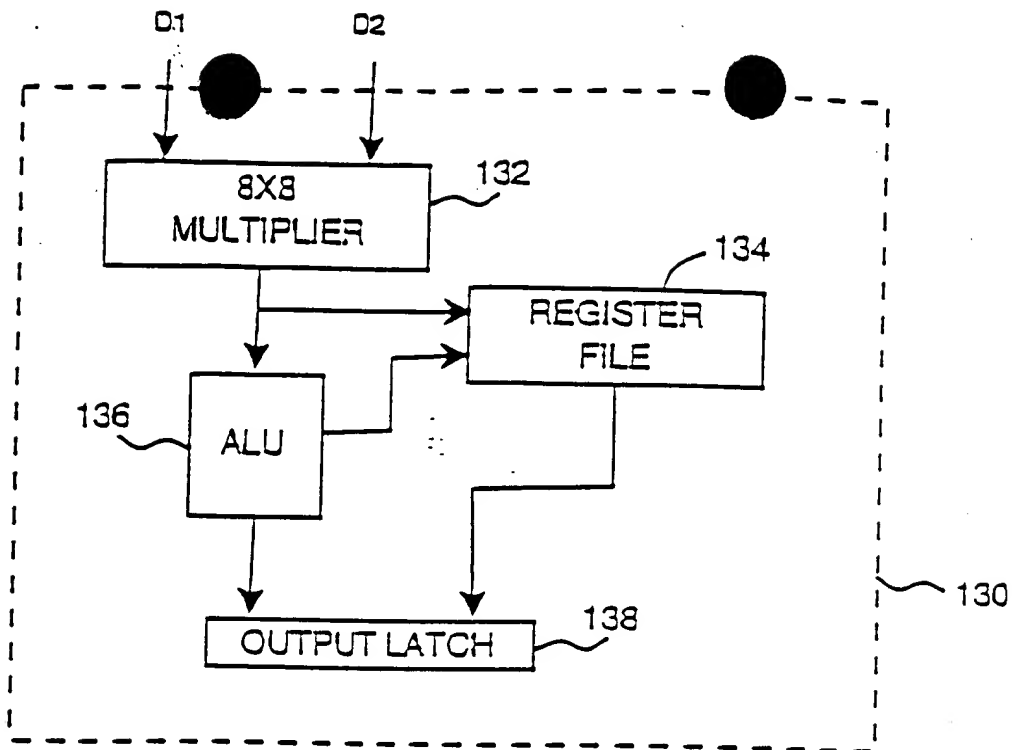 D1 D2
8X8
MULTIPLIER
132
134
REGISTER
FILE
136
ALU
130
138
OUTPUT LATCH